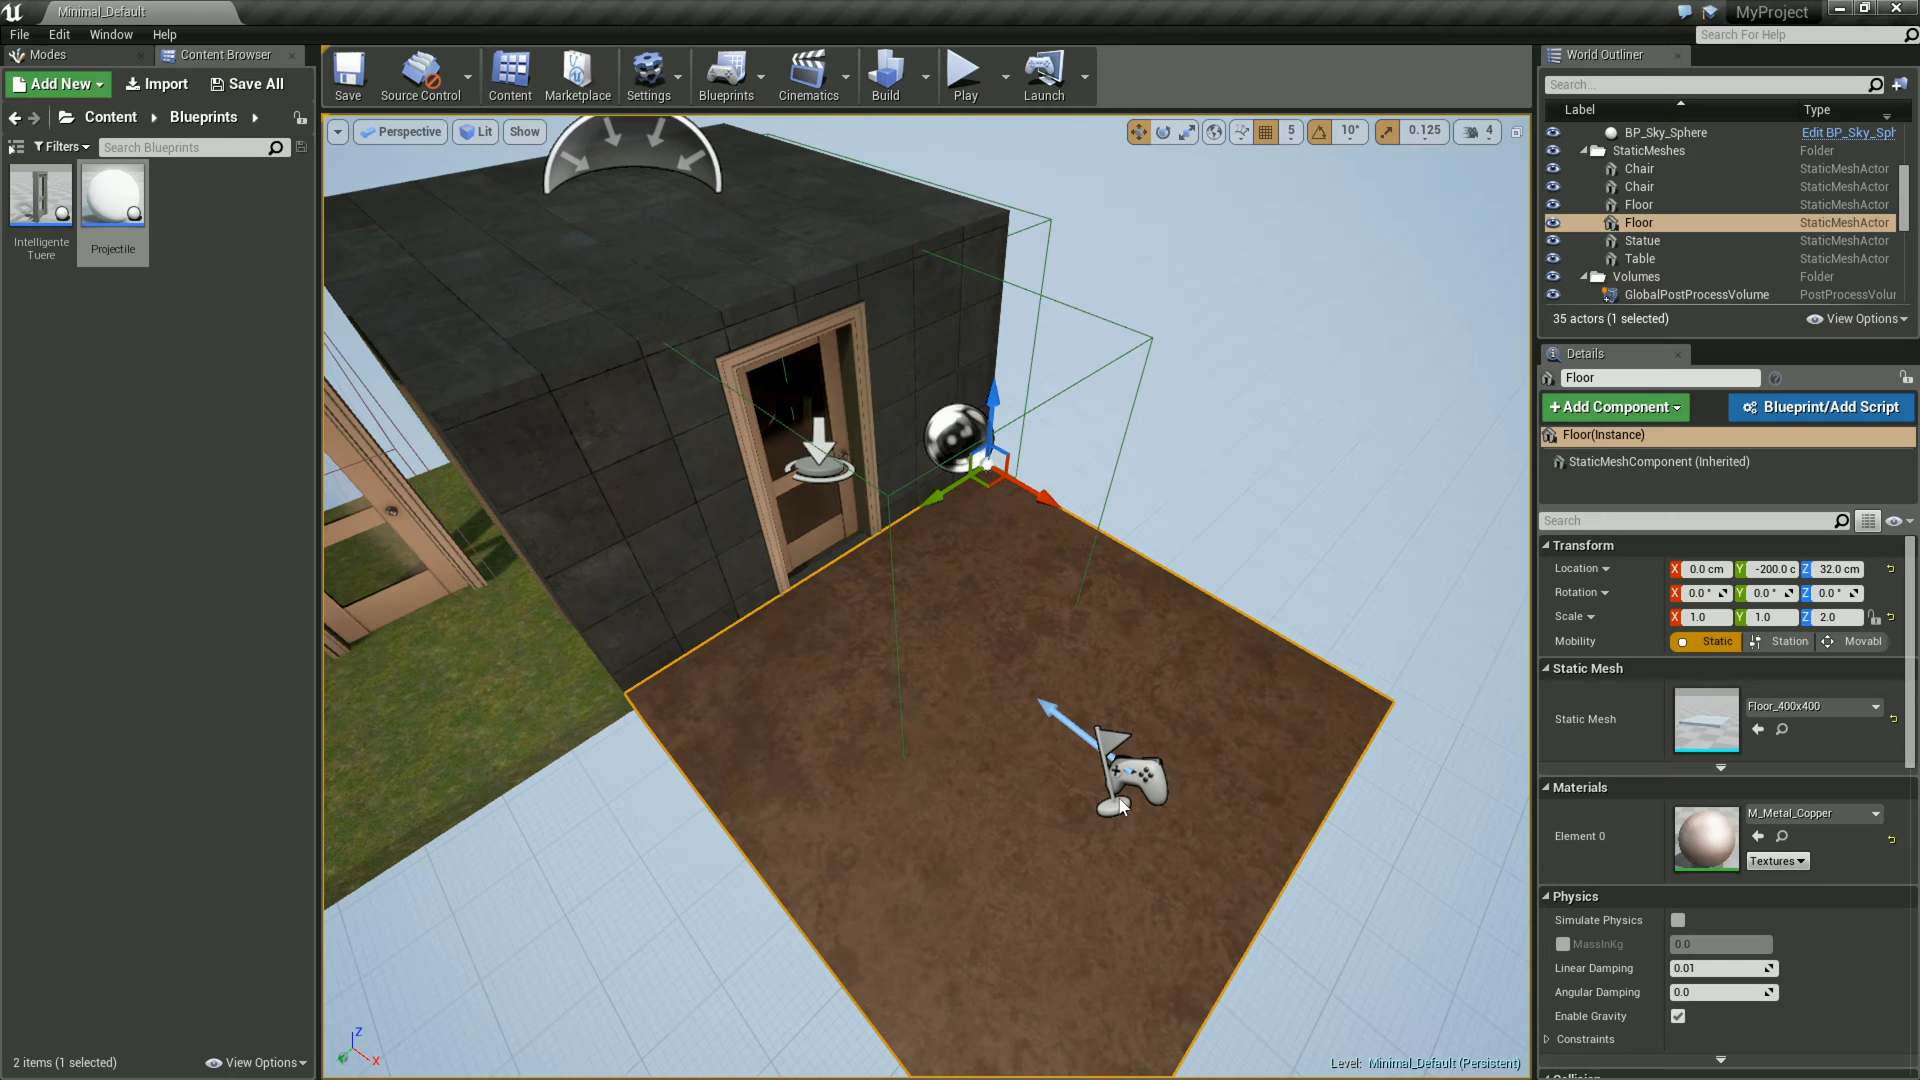 Minimal_Default
MyProject
File Edit Window Help
Search For Help
Modes
Content Browser
Add New
Import
Save All
Content
Blueprints
Filters
Search Blueprints
Intelligente
Tuere
Projectile
2 items (1 selected)
View Options
Save
Source Control
Content
Marketplace
Settings
Blueprints
Cinematics
Build
Play
Launch
Perspective
Lit
Show
5
10°
0.125
4
Z
X
Level: Minimal_Default (Persistent)
World Outliner
Search...
Label
Type
BP_Sky_Sphere
Edit BP_Sky_Sph
StaticMeshes
Folder
Chair
StaticMeshActor
Chair
StaticMeshActor
Floor
StaticMeshActor
Floor
StaticMeshActor
Statue
StaticMeshActor
Table
StaticMeshActor
Volumes
Folder
GlobalPostProcessVolume
PostProcessVolur
35 actors (1 selected)
View Options
Details
Floor
+Add Component
Blueprint/Add Script
Floor(Instance)
StaticMeshComponent (Inherited)
Search
Transform
Location X 0.0 cm Y -200.0 c Z 32.0 cm
Rotation X 0.0 ° Y 0.0 ° Z 0.0 °
Scale X 1.0 Y 1.0 Z 2.0
Mobility Static Station Movabl
Static Mesh
Static Mesh
Floor_400x400
Materials
Element 0
M_Metal_Copper
Textures
Physics
Simulate Physics
MassInKg 0.0
Linear Damping 0.01
Angular Damping 0.0
Enable Gravity
Constraints